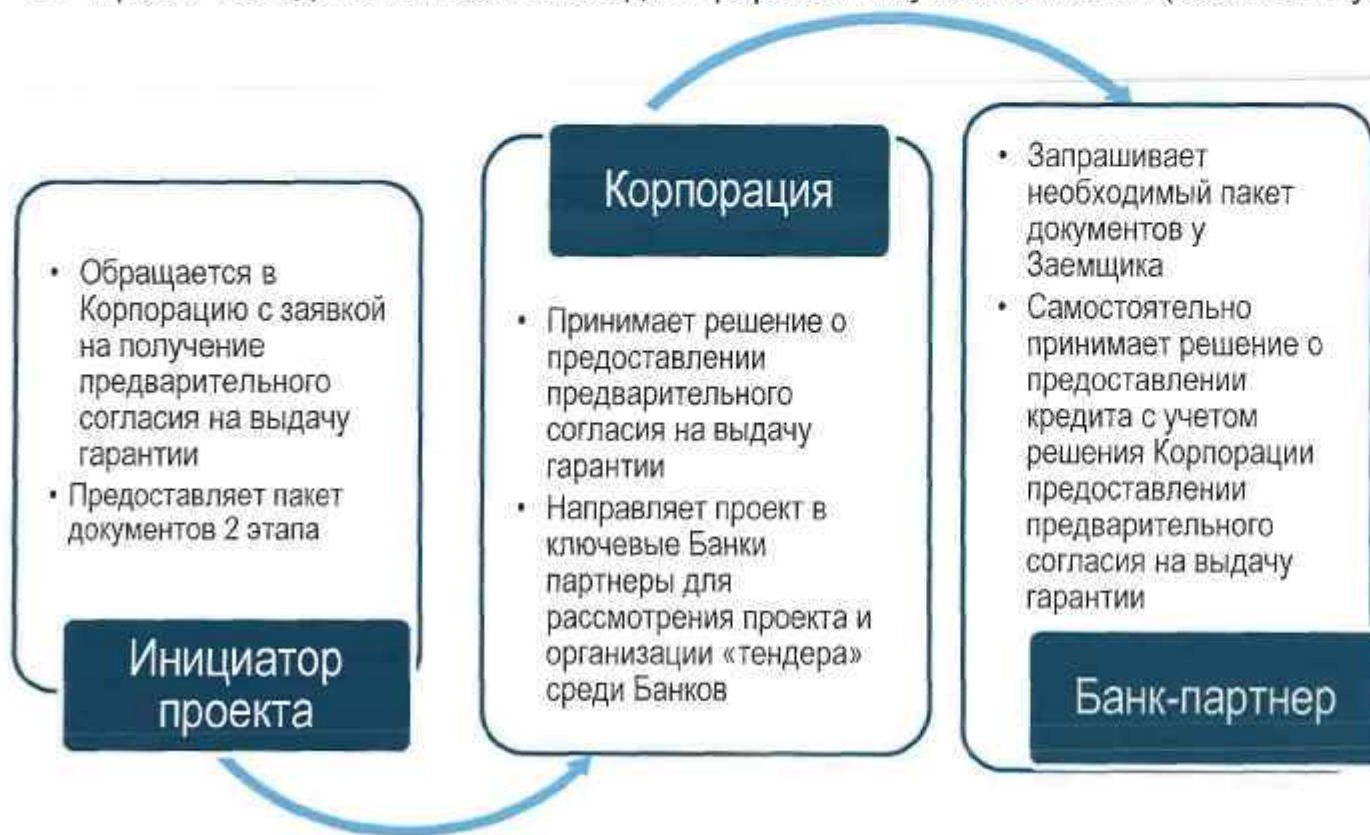 • Обращается в
Корпорацию с заявкой
на получение
предварительного
согласия на выдачу
гарантии
• Предоставляет пакет
документов 2 этапа
Инициатор
проекта
Корпорация
• Принимает решение о
предоставлении
предварительного
согласия на выдачу
гарантии
• Направляет проект в
ключевые Банки
партнеры для
рассмотрения проекта и
организации «тендера»
среди Банков
• Запрашивает
необходимый пакет
документов у
Заемщика
• Самостоятельно
принимает решение о
предоставлении
кредита с учетом
решения Корпорации
предоставлении
предварительного
согласия на выдачу
гарантии
Банк-партнер